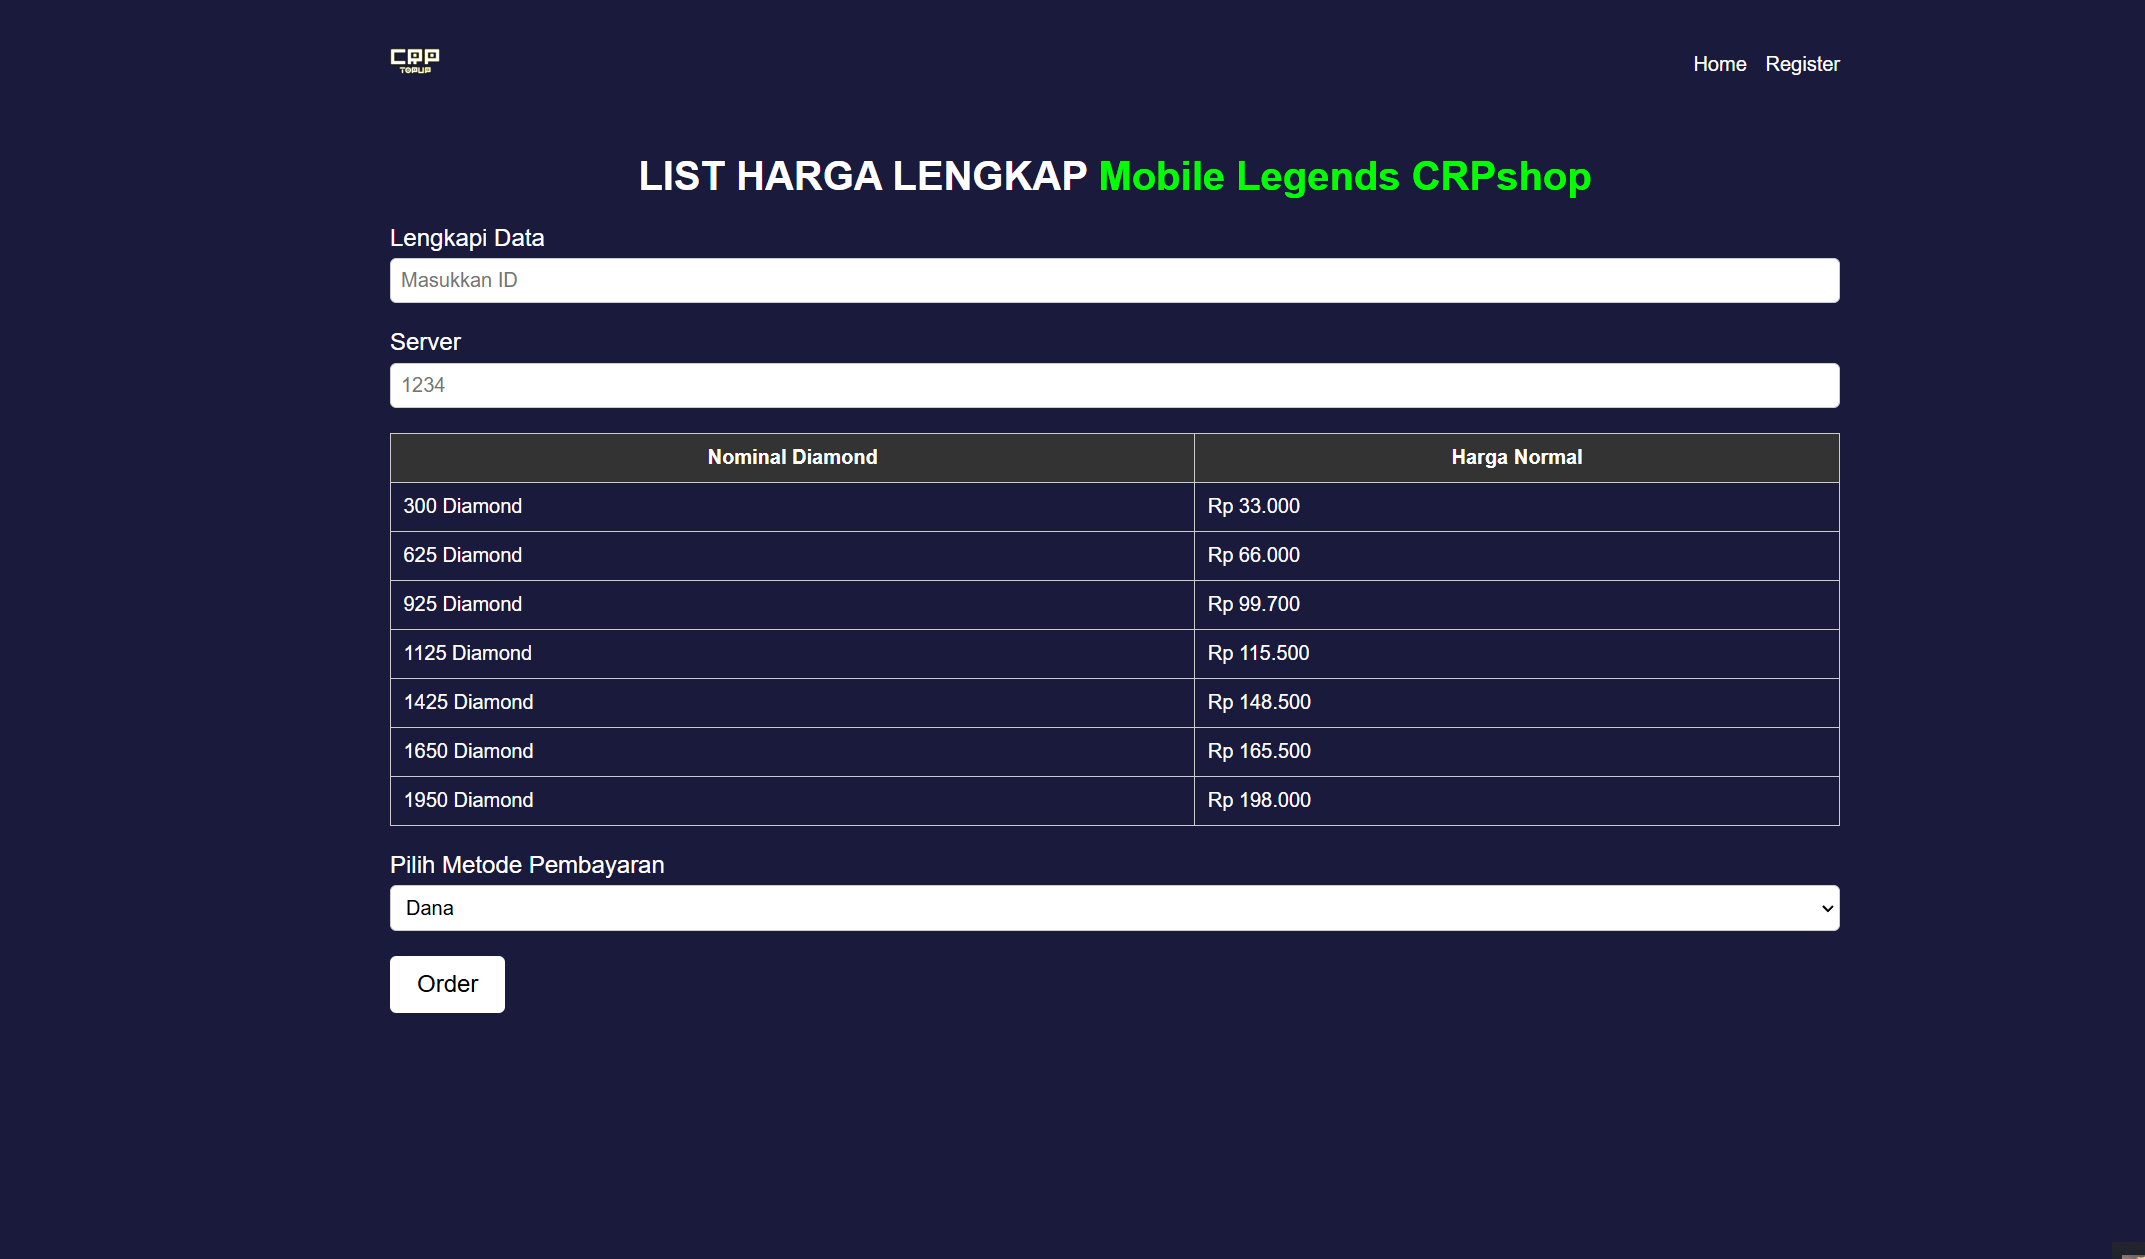 CRP
TOPUP
Home Register
LIST HARGA LENGKAP Mobile Legends CRPshop
Lengkapi Data
Masukkan ID
Server
1234
Nominal Diamond Harga Normal
300 Diamond Rp 33.000
625 Diamond Rp 66.000
925 Diamond Rp 99.700
1125 Diamond Rp 115.500
1425 Diamond Rp 148.500
1650 Diamond Rp 165.500
1950 Diamond Rp 198.000
Pilih Metode Pembayaran
Dana
Order